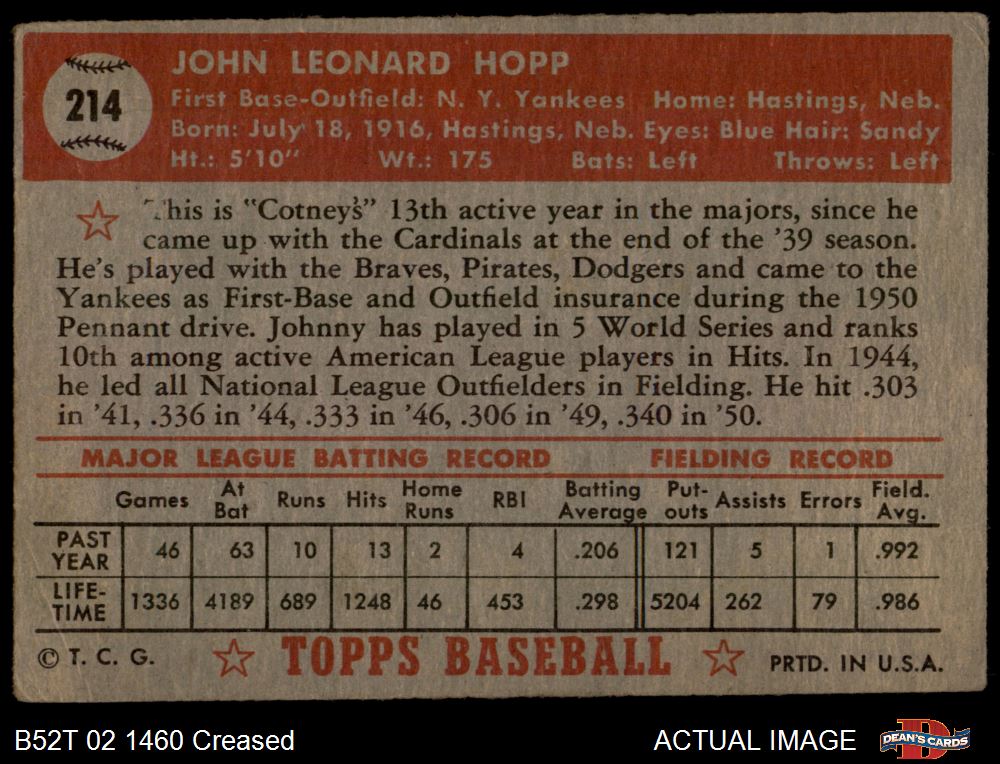 214
JOHN LEONARD HOPP
First Base-Outfield: N. Y. Yankees Home: Hastings, Neb.
Born: July 18, 1916, Hastings, Neb. Eyes: Blue Hair: Sandy
Ht.: 5'10" Wt.: 175 Bats: Left Throws: Left
This is "Cotney's" 13th active year in the majors, since he
came up with the Cardinals at the end of the '39 season.
He's played with the Braves, Pirates, Dodgers and came to the
Yankees as First-Base and Outfield insurance during the 1950
Pennant drive. Johnny has played in 5 World Series and ranks
10th among active American League players in Hits. In 1944,
he led all National League Outfielders in Fielding. He hit .303
in '41, .336 in '44, .333 in '46, .306 in '49, .340 in '50.
MAJOR LEAGUE BATTING RECORD FIELDING RECORD
Games At Bat Runs Hits Home Runs RBI Batting Average Put-outs Assists Errors Field. Avg.
PAST YEAR 46 63 10 13 2 4 .206 121 5 1 .992
LIFE-TIME 1336 4189 689 1248 46 453 .298 5204 262 79 .986
© T. C. G. TOPPS BASEBALL PRTD. IN U.S.A.
B52T 02 1460 Creased ACTUAL IMAGE D DEAN'S CARDS